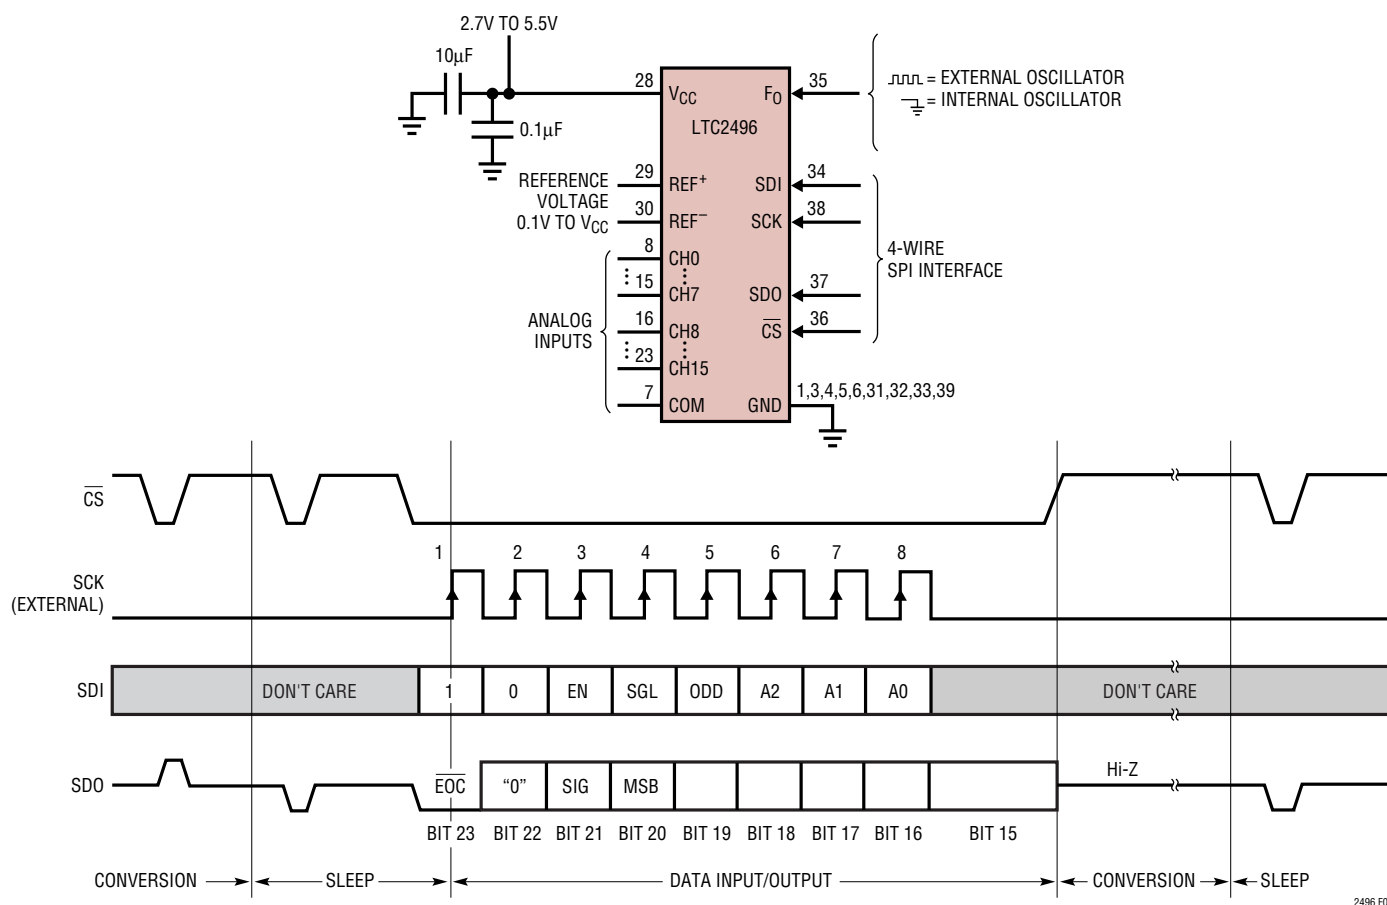 2.7V TO 5.5V
10µF
0.1µF
28
VCC
FO
35
LTC2496
= EXTERNAL OSCILLATOR
= INTERNAL OSCILLATOR
REFERENCE
VOLTAGE
0.1V TO VCC
29
REF+
30
REF–
SDI
34
SCK
38
8
CH0
15
CH7
SDO
37
16
CH8
CS
36
23
CH15
7
COM
GND
1,3,4,5,6,31,32,33,39
ANALOG
INPUTS
4-WIRE
SPI INTERFACE
CS
1 2 3 4 5 6 7 8
SCK
(EXTERNAL)
SDI
DON'T CARE
1 0 EN SGL ODD A2 A1 A0
DON'T CARE
SDO
EOC "0" SIG MSB
Hi-Z
BIT 23 BIT 22 BIT 21 BIT 20 BIT 19 BIT 18 BIT 17 BIT 16 BIT 15
CONVERSION SLEEP DATA INPUT/OUTPUT CONVERSION SLEEP